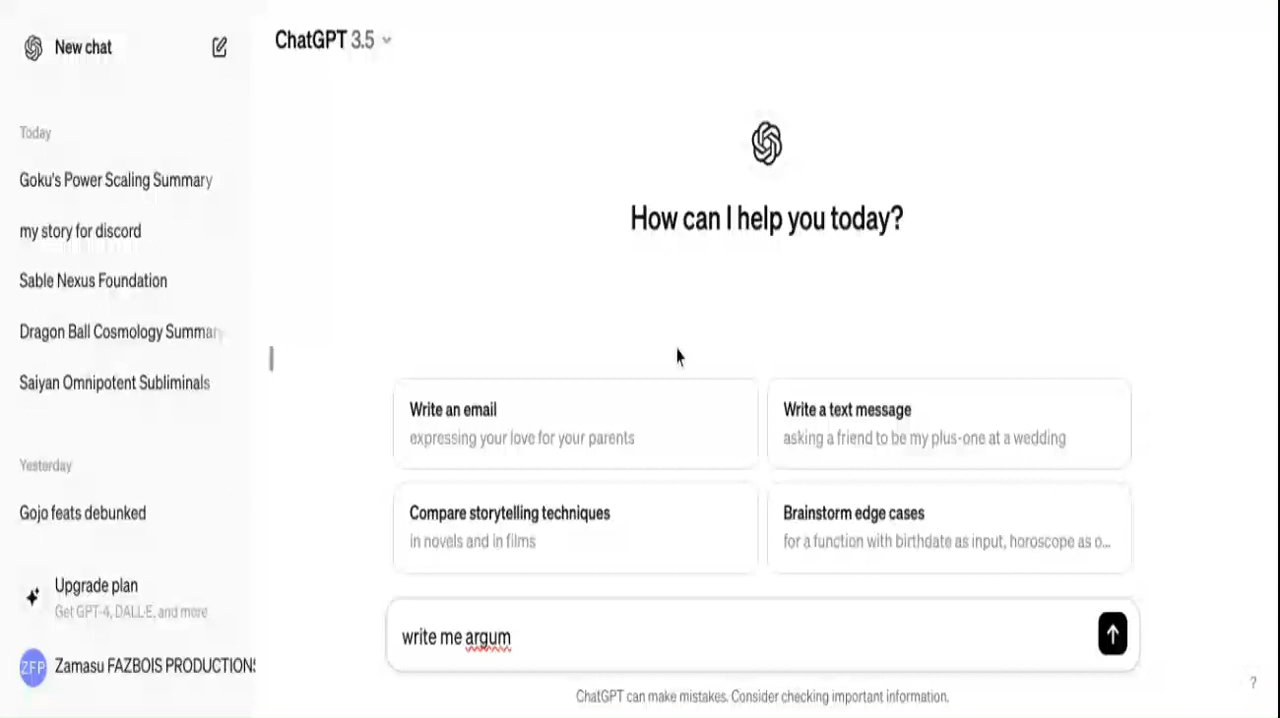 New chat
Today
Goku's Power Scaling Summary
my story for discord
Sable Nexus Foundation
Dragon Ball Cosmology Summar
Saiyan Omnipotent Subliminals
Yesterday
Gojo feats debunked
Upgrade plan
Get GPT-4, DALL·E, and more
ZFP Zamasu FAZBOIS PRODUCTIONS
ChatGPT 3.5
How can I help you today?
Write an email
expressing your love for your parents
Write a text message
asking a friend to be my plus-one at a wedding
Compare storytelling techniques
in novels and in films
Brainstorm edge cases
for a function with birthdate as input, horoscope as o...
write me argum
ChatGPT can make mistakes. Consider checking important information.
?